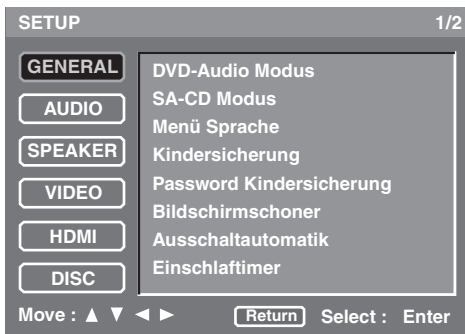 SETUP 1/2
GENERAL
AUDIO
SPEAKER
VIDEO
HDMI
DISC
DVD-Audio Modus
SA-CD Modus
Menü Sprache
Kindersicherung
Password Kindersicherung
Bildschirmschoner
Ausschaltautomatik
Einschlaftimer
Move : ▲ ▼ ◄ ► Return Select : Enter